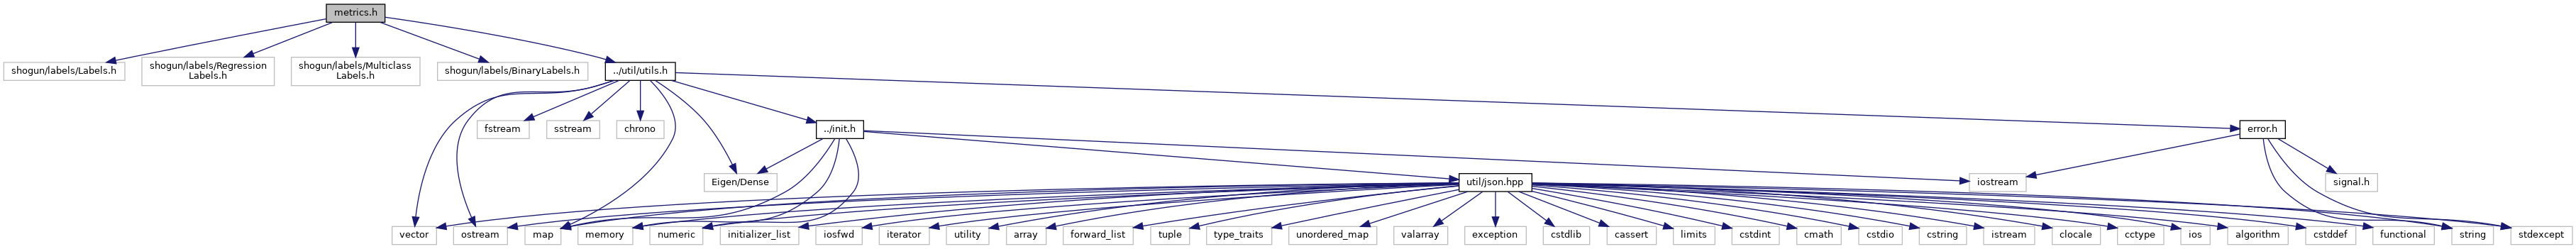 metrics.h
shogun/labels/Labels.h
shogun/labels/Regression
Labels.h
shogun/labels/Multiclass
Labels.h
shogun/labels/BinaryLabels.h
../util/utils.h
fstream
sstream
chrono
../init.h
error.h
Eigen/Dense
util/json.hpp
iostream
signal.h
vector
ostream
map
memory
numeric
initializer_list
iosfwd
iterator
utility
array
forward_list
tuple
type_traits
unordered_map
valarray
exception
cstdlib
cassert
limits
cstdint
cmath
cstdio
cstring
istream
clocale
cctype
ios
algorithm
cstddef
functional
string
stdexcept